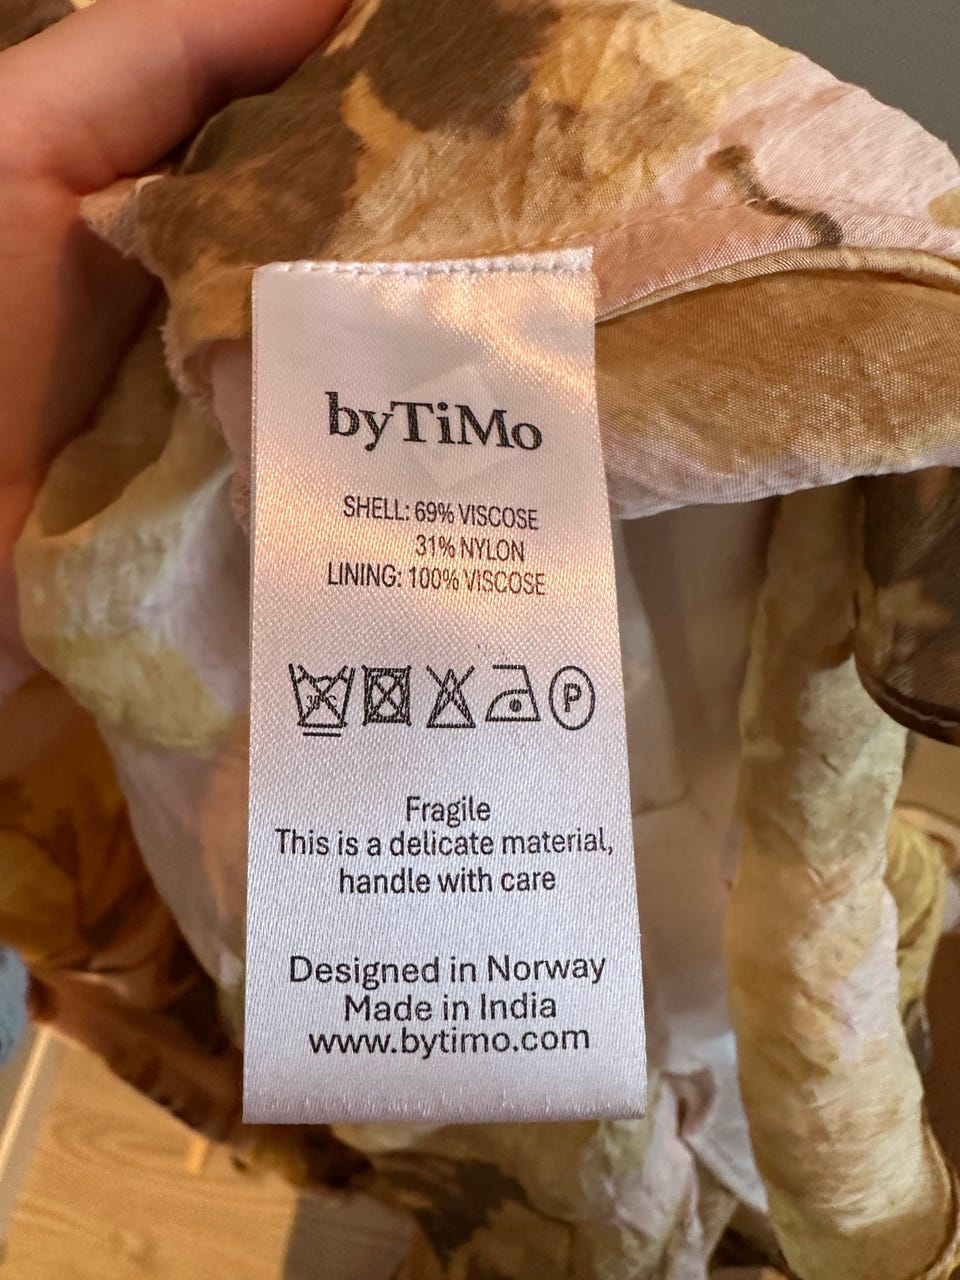 byTiMo
SHELL: 69% VISCOSE
31% NYLON
LINING: 100% VISCOSE
P
Fragile
This is a delicate material,
handle with care
Designed in Norway
Made in India
www.bytimo.com